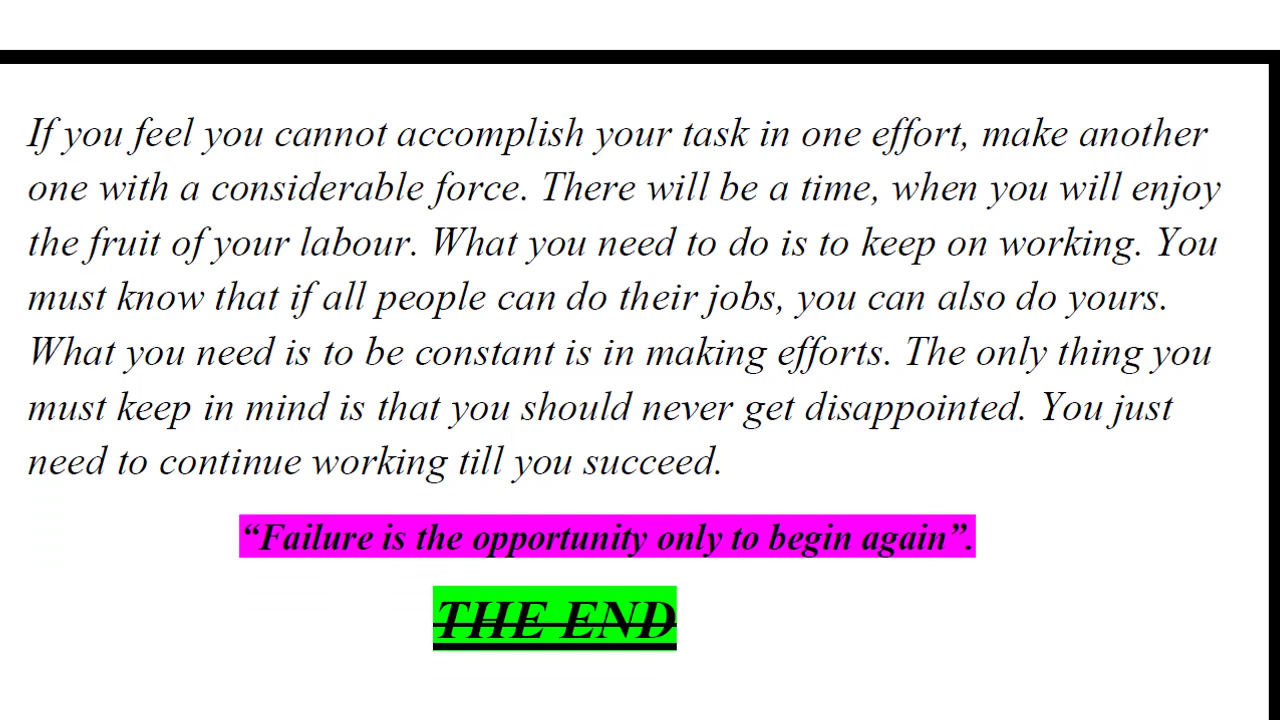 If you feel you cannot accomplish your task in one effort, make another
one with a considerable force. There will be a time, when you will enjoy
the fruit of your labour. What you need to do is to keep on working. You
must know that if all people can do their jobs, you can also do yours.
What you need is to be constant is in making efforts. The only thing you
must keep in mind is that you should never get disappointed. You just
need to continue working till you succeed.
“Failure is the opportunity only to begin again”.
THE END